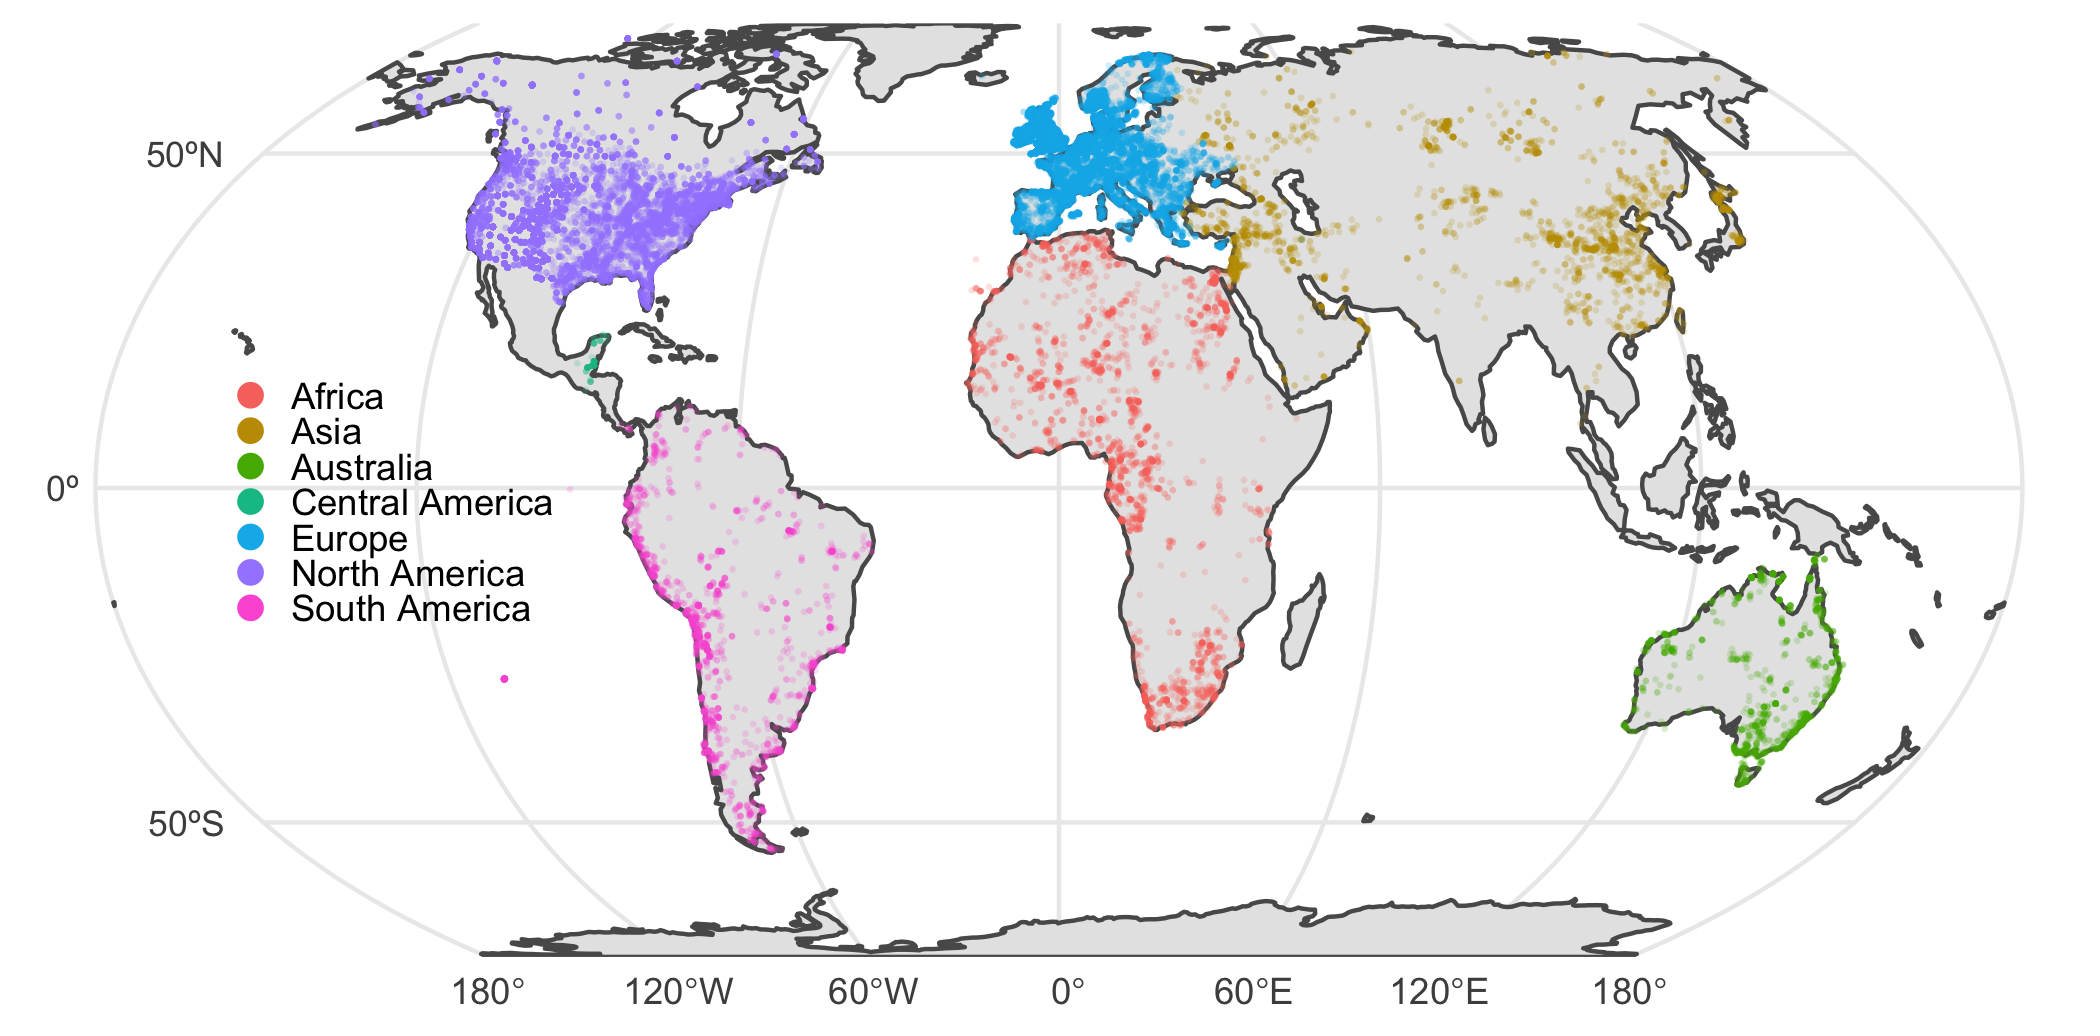 50ºN
Africa
Asia
Australia
0º
Central America
Europe
North America
South America
50ºS
180°
120°W
60°W
0°
60°E
120°E
180°